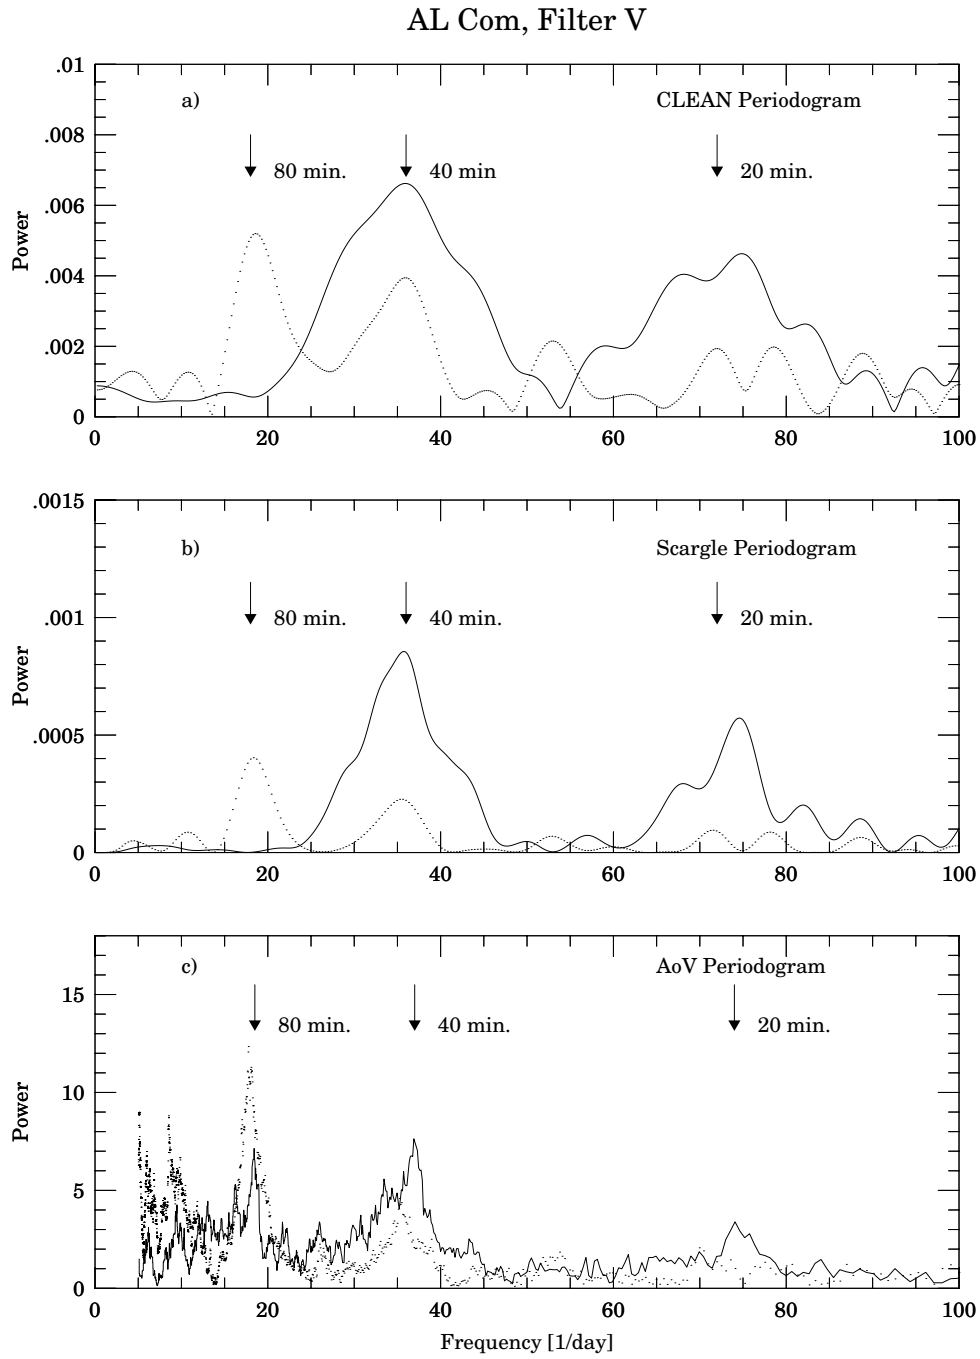 AL Com, Filter V
.01
a)
CLEAN Periodogram
.008
80 min.
40 min
20 min.
.006
Power
.004
.002
0
0
20
40
60
80
100
.0015
b)
Scargle Periodogram
.001
80 min.
40 min.
20 min.
Power
.0005
0
0
20
40
60
80
100
c)
AoV Periodogram
15
80 min.
40 min.
20 min.
10
Power
5
0
0
20
40
60
80
100
Frequency [1/day]